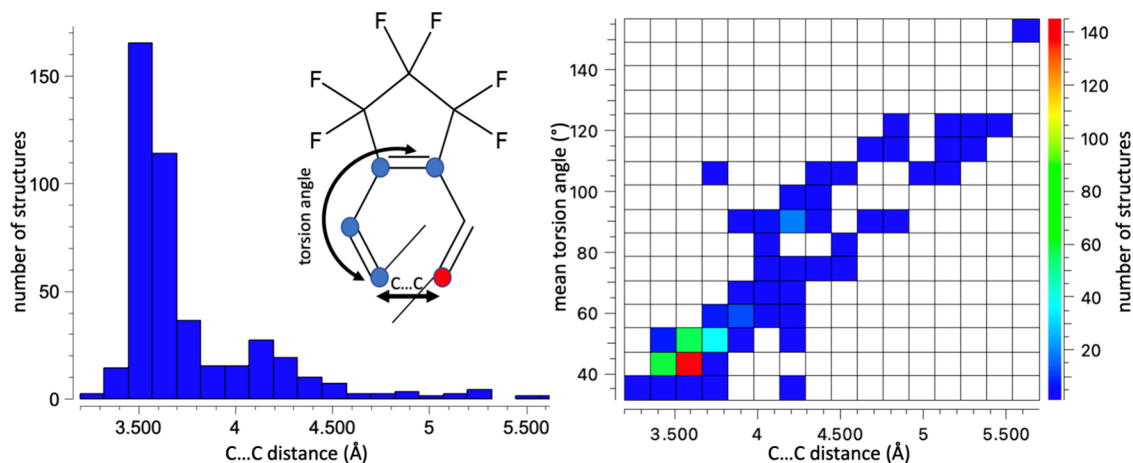 number of structures
150
100
50
0
3.500
4
4.500
5
5.500
C...C distance (Å)
F
F
F
F
F
F
torsion angle
C...C
mean torsion angle (°)
140
120
100
80
60
40
3.500
4
4.500
5
5.500
C...C distance (Å)
140
120
100
80
60
40
20
number of structures